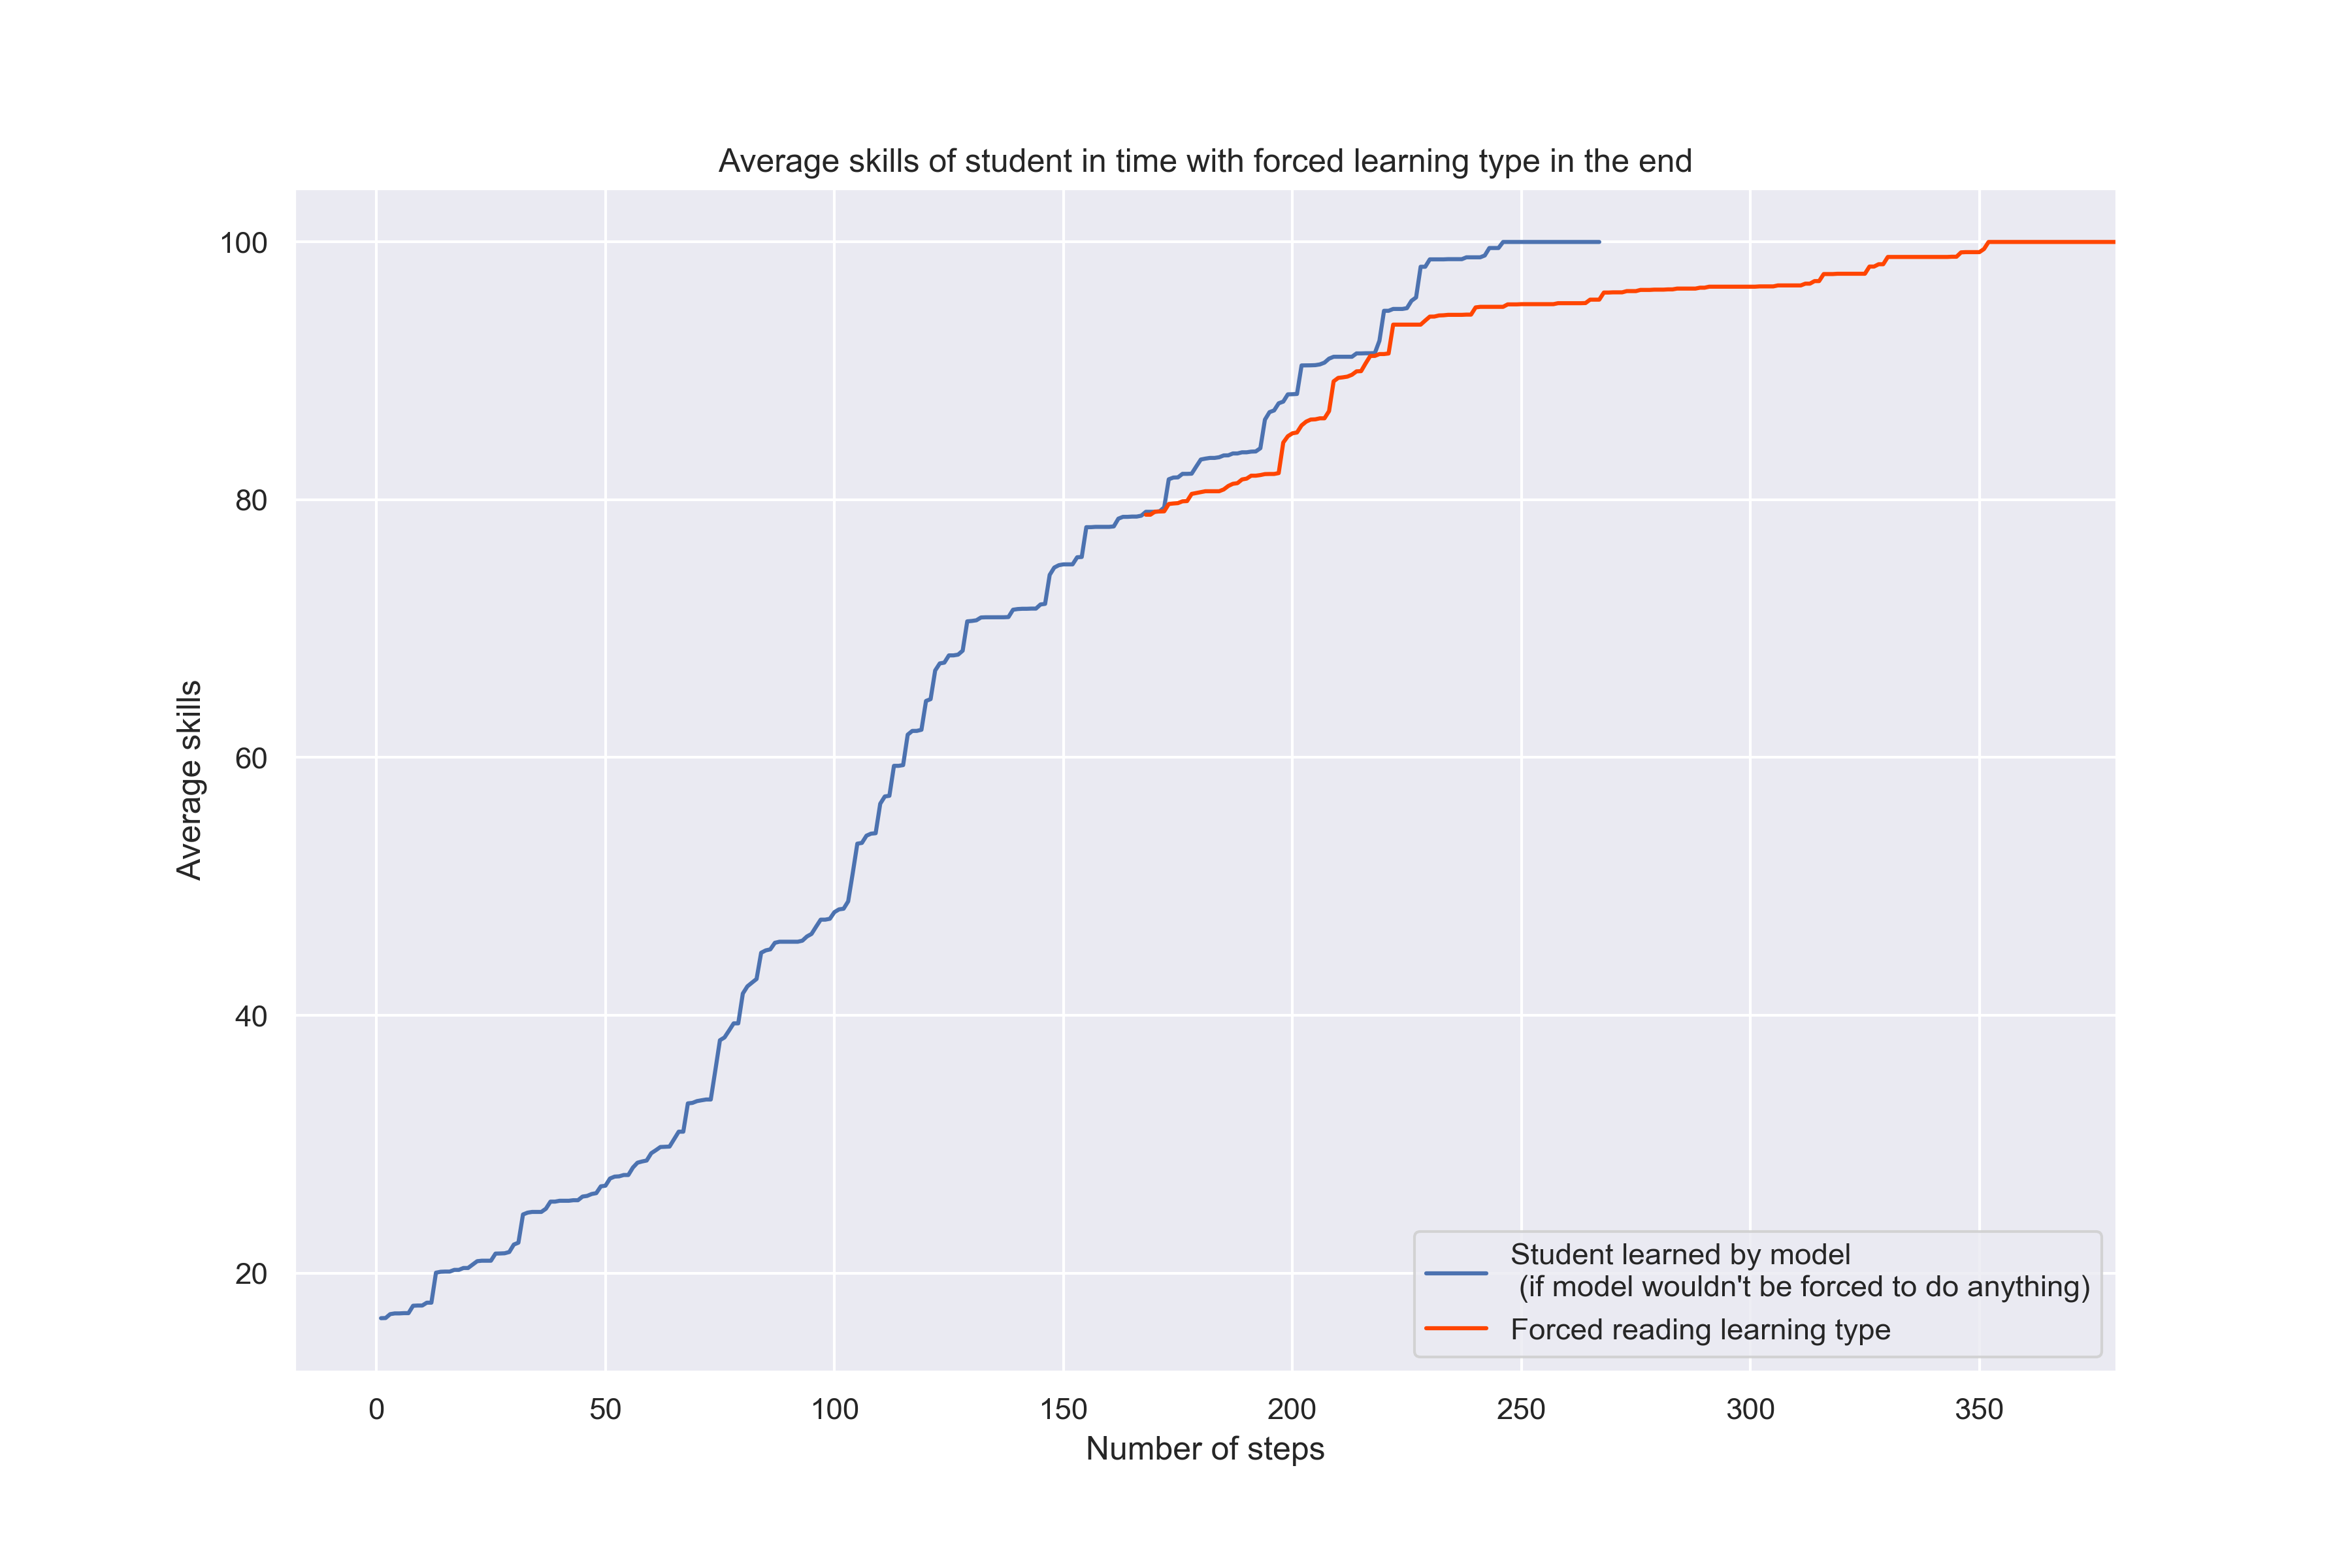 Average skills of student in time with forced learning type in the end
100
80
60
40
20
Average skills
0 50 100 150 200 250 300 350
Number of steps
Student learned by model
(if model wouldn't be forced to do anything)
Forced reading learning type